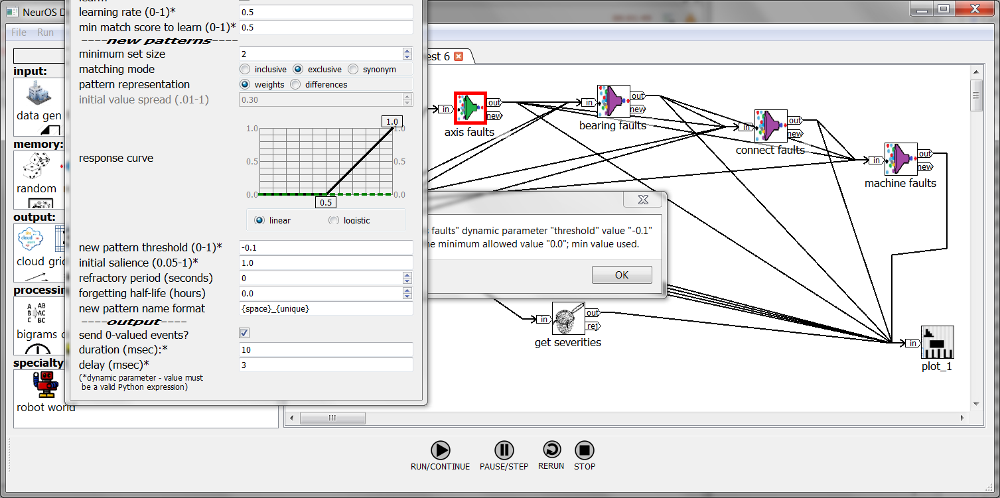 NeurOS D
File Run
learning rate (0-1)* 0.5
min match score to learn (0-1)* 0.5
----new patterns----
minimum set size 2
matching mode inclusive exclusive synonym
pattern representation weights differences
initial value spread (.01-1) 0.30
1.0
1.0 1.0
response curve 0.5 0.5
0.0 0.0
0.5
linear logistic
new pattern threshold (0-1)* -0.1
initial salience (0.05-1)* 1.0
refractory period (seconds) 0
forgetting half-life (hours) 0.0
new pattern name format {space}_{unique}
----output----
send 0-valued events?
duration (msec):* 10
delay (msec)* 3
(*dynamic parameter - value must
be a valid Python expression)
input:
data gen
memory:
random
output:
cloud grid
processin
A AB
B AC
C BC
bigrams
specialty
robot world
est 6
in out new
axis faults
in out new
bearing faults
in out new
connect faults
in out new
machine faults
faults" dynamic parameter "threshold" value "-0.1"
he minimum allowed value "0.0"; min value used.
OK
in out rej
get severities
in
plot_1
RUN/CONTINUE PAUSE/STEP RERUN STOP